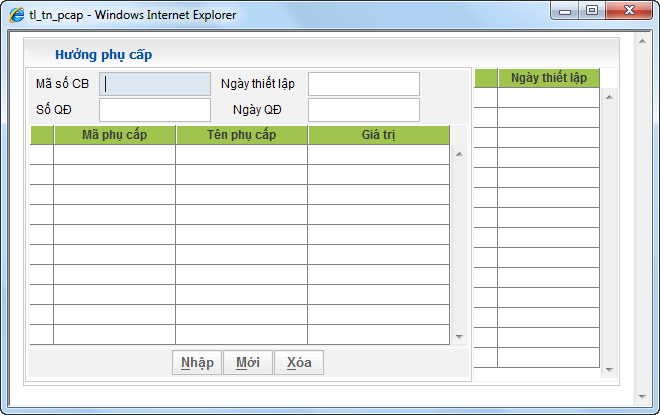 tl_tn_pcap - Windows Internet Explorer
Hưởng phụ cấp
Mã số CB Ngày thiết lập
Số QĐ Ngày QĐ
Mã phụ cấp Tên phụ cấp Giá trị
Ngày thiết lập
Nhập Mới Xóa